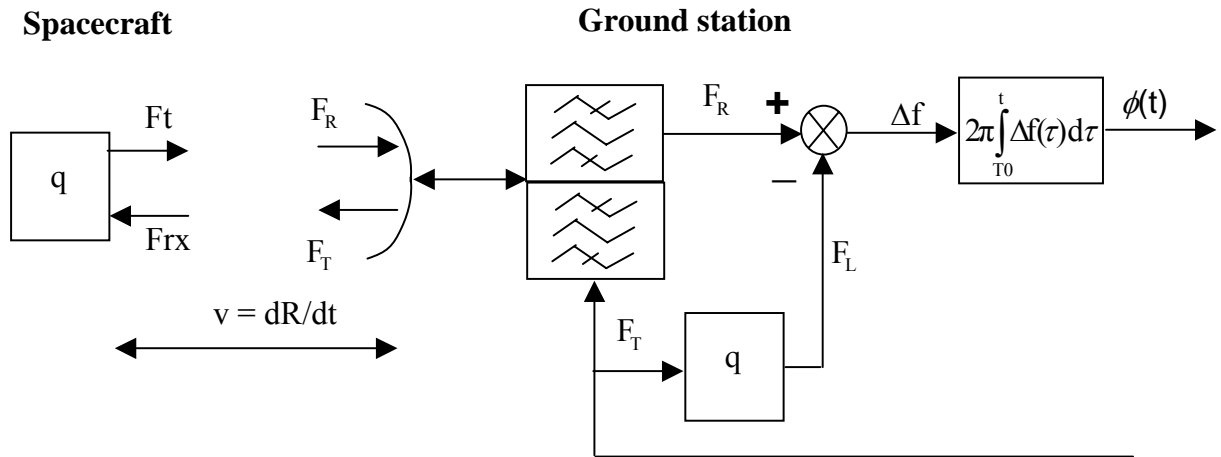 Spacecraft
Ground station
Ft
q
Frx
F_R
F_T
v = dR/dt
F_R
+
−
Δf
2π∫_{T0}^{t}Δf(τ)dτ
ϕ(t)
F_L
F_T
q